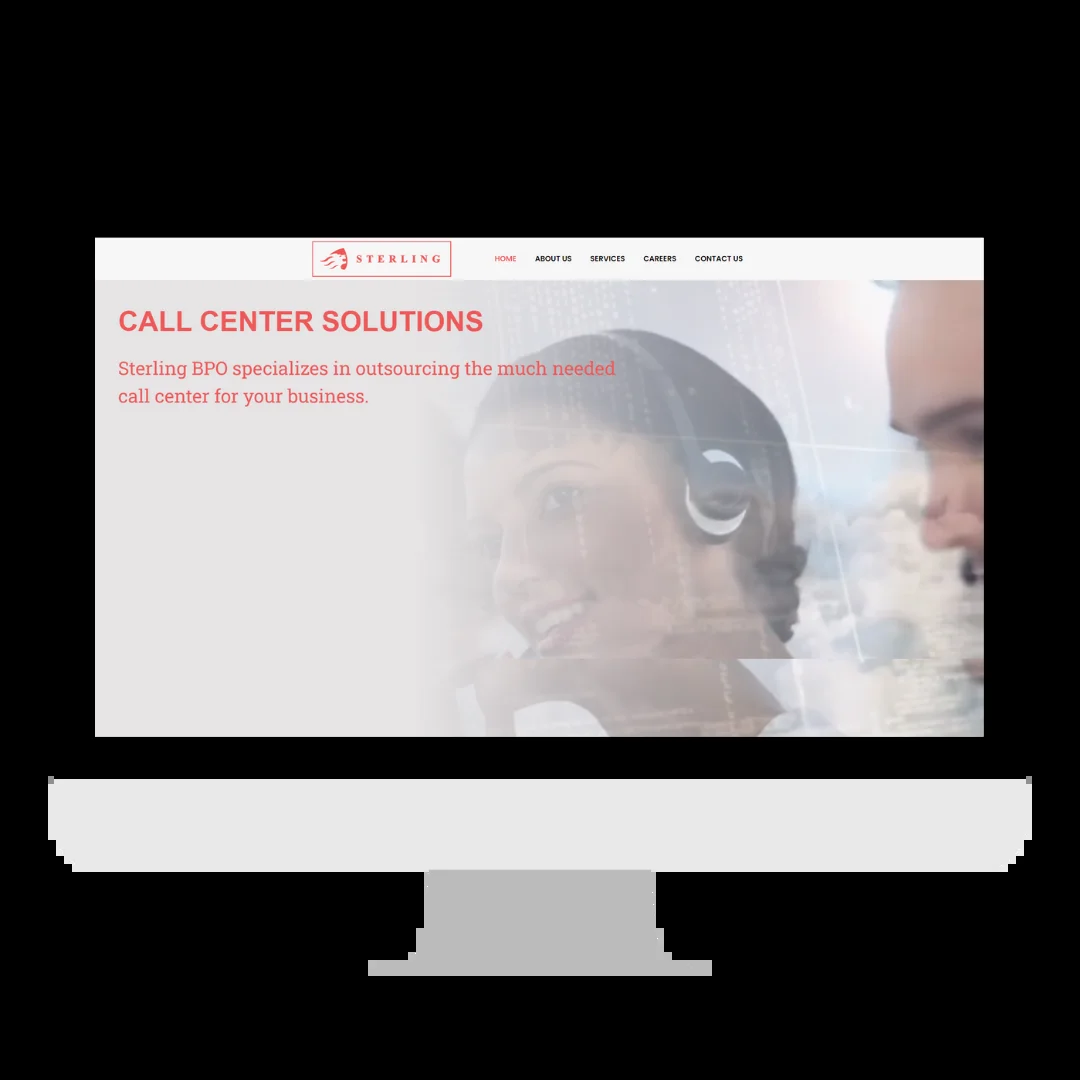 STERLING
HOME ABOUT US SERVICES CAREERS CONTACT US
CALL CENTER SOLUTIONS
Sterling BPO specializes in outsourcing the much needed
call center for your business.